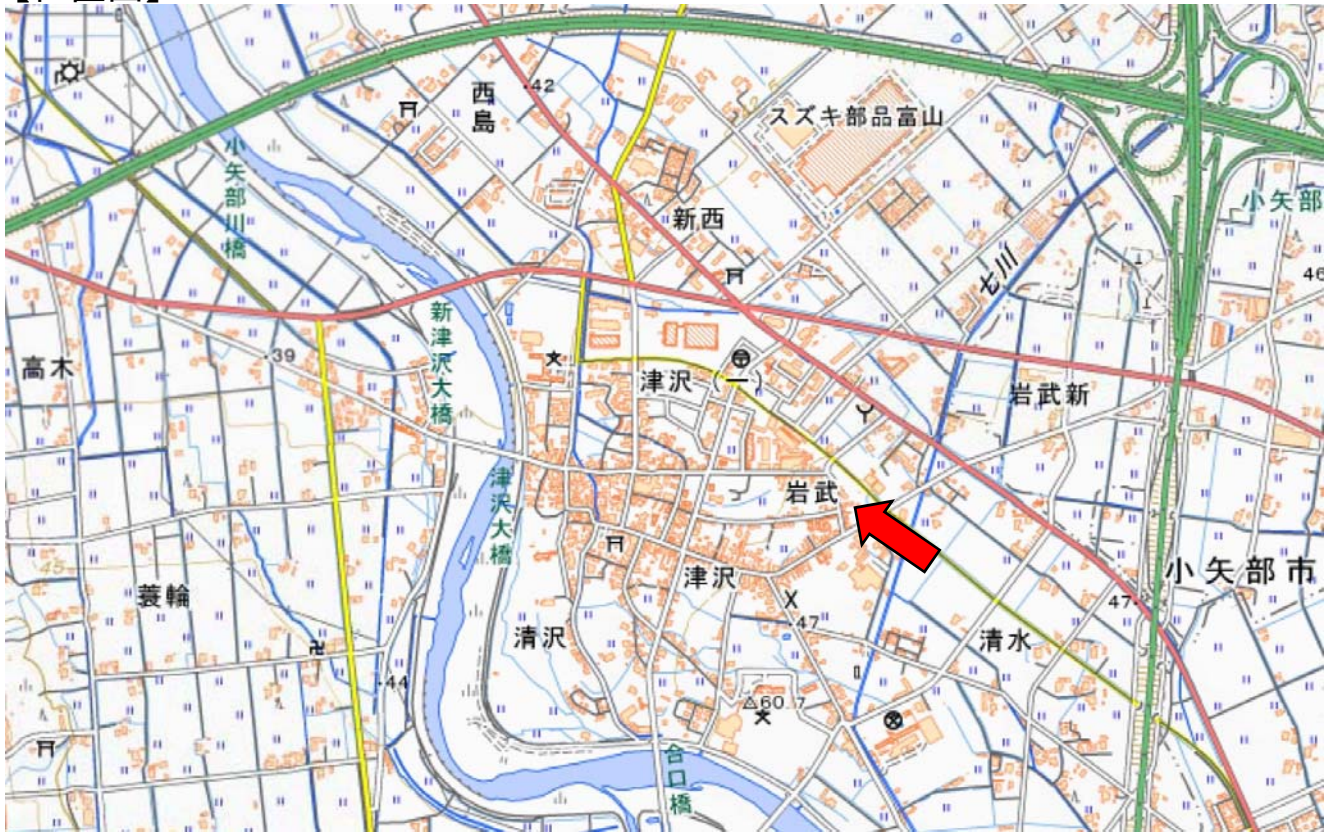 西島
・42
スズキ部品富山
小矢部川橋
新西
小矢部
七川
46
新津沢大橋
・39
高木
津沢
岩武新
津沢大橋
岩武
45
蓑輪
津沢
小矢部市
47
・47
清沢
清水
・44
△60.7
合口橋